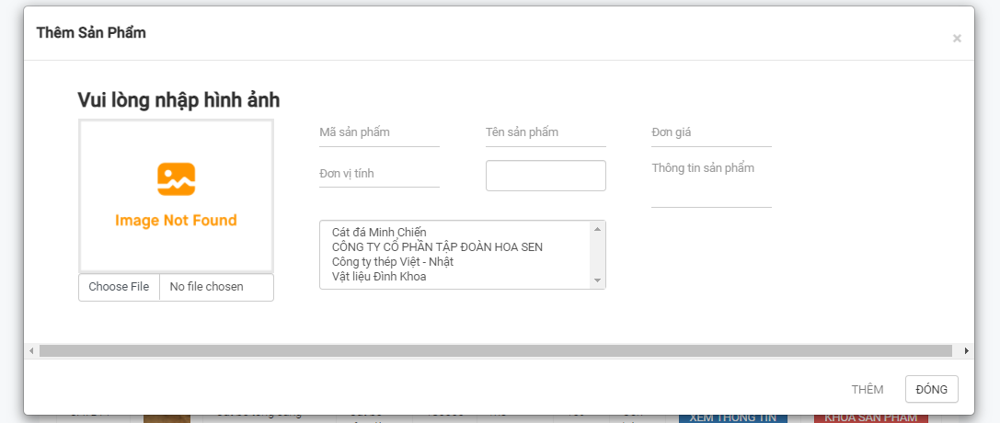 Thêm Sản Phẩm
×
Vui lòng nhập hình ảnh
Image Not Found
Choose File No file chosen
Mã sản phẩm
Tên sản phẩm
Đơn giá
Đơn vị tính
Thông tin sản phẩm
Cát đá Minh Chiến
CÔNG TY CỔ PHẦN TẬP ĐOÀN HOA SEN
Công ty thép Việt - Nhật
Vật liệu Đình Khoa
THÊM
ĐÓNG
XEM THÔNG TIN
KHÓA SẢN PHẨM